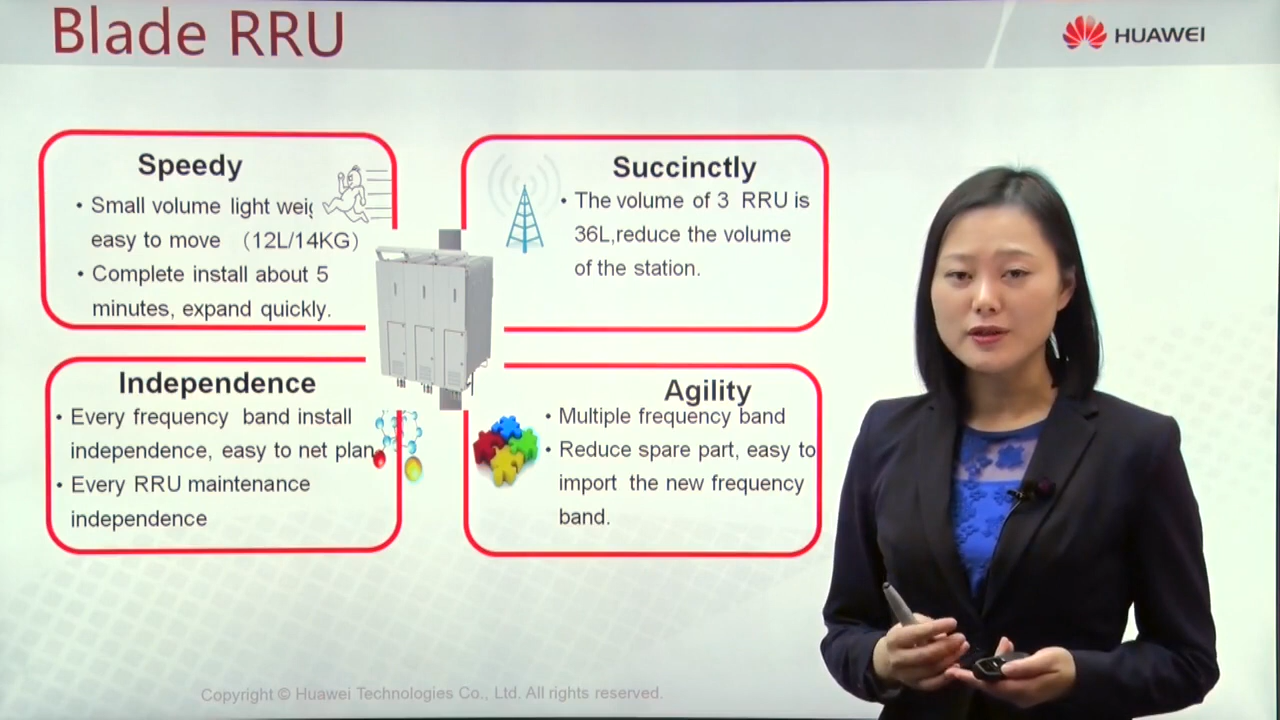 Blade RRU
HUAWEI
Speedy
• Small volume light
easy to move （12L/14KG）
• Complete install about 5
minutes, expand quickly.
Succinctly
• The volume of 3 RRU is
36L,reduce the volume
of the station.
Independence
• Every frequency band install
independence, easy to net plan
• Every RRU maintenance
independence
Agility
• Multiple frequency band
• Reduce spare part, easy to
import the new frequency
band.
Copyright © Huawei Technologies Co., Ltd. All rights reserved.